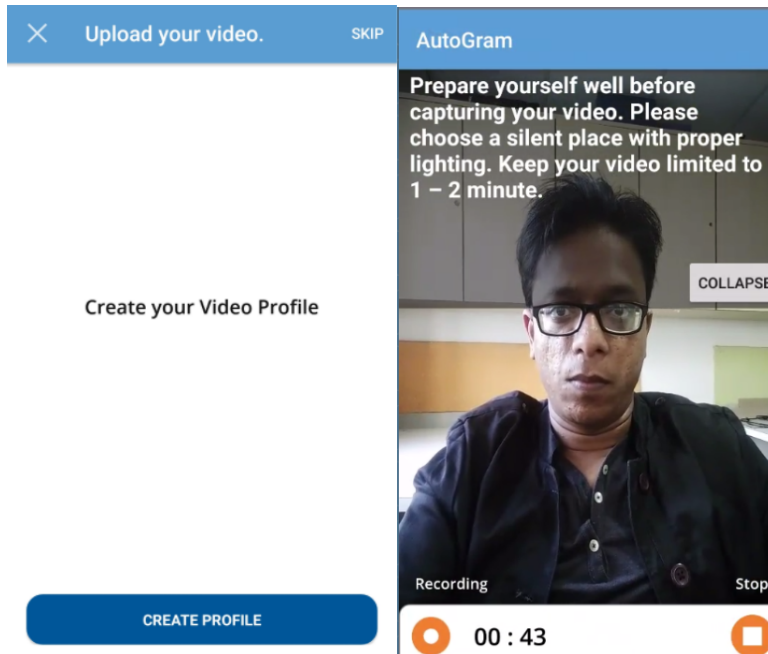 Upload your video.
SKIP
Create your Video Profile
CREATE PROFILE
AutoGram
Prepare yourself well before
capturing your video. Please
choose a silent place with proper
lighting. Keep your video limited to
1 – 2 minute.
COLLAPSE
Recording
Stop
00 : 43